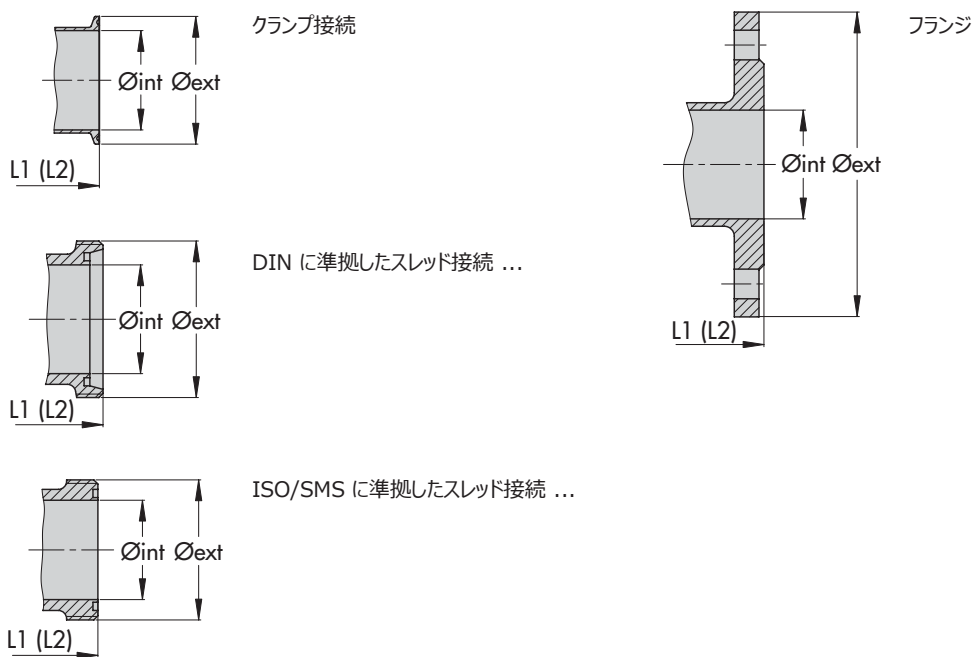 クランプ接続
Øint Øext
L1 (L2)
DIN に準拠したスレッド接続 ...
Øint Øext
L1 (L2)
ISO/SMS に準拠したスレッド接続 ...
Øint Øext
L1 (L2)
フランジ
Øint Øext
L1 (L2)